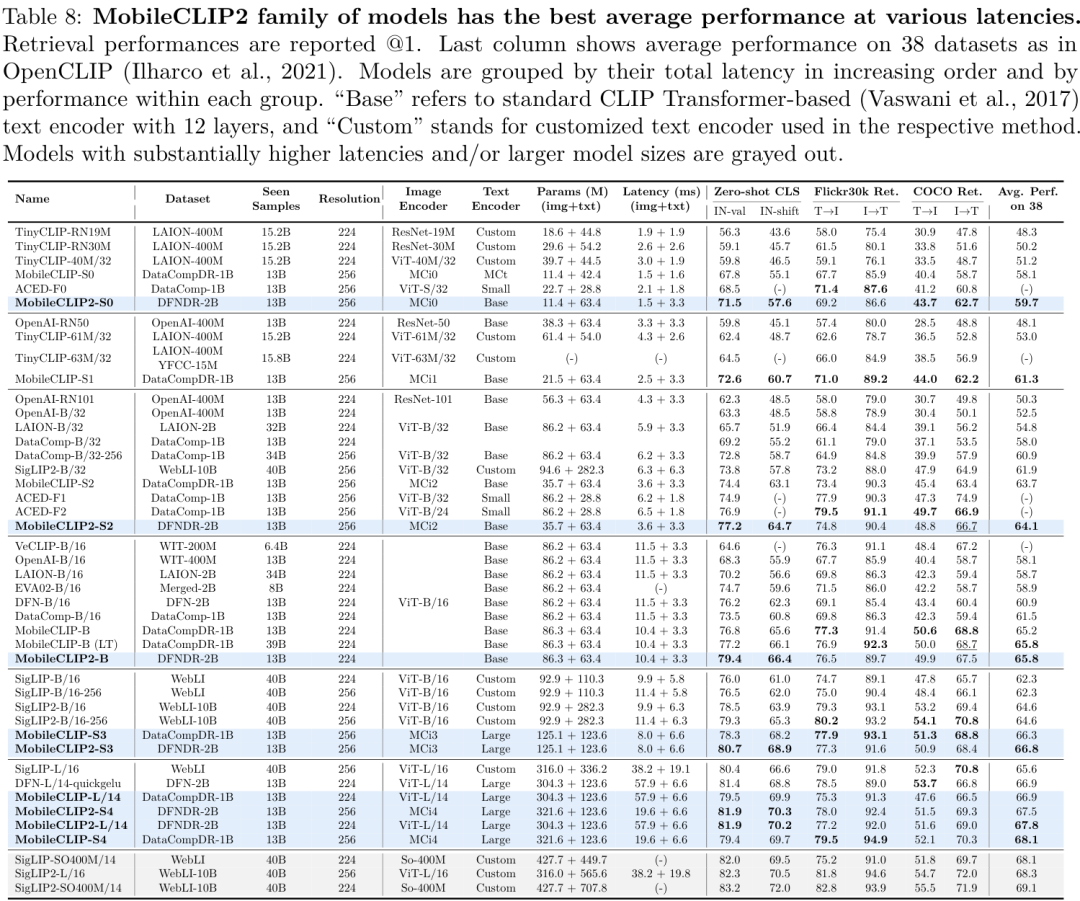 Table 8: MobileCLIP2 family of models has the best average performance at various latencies.
Retrieval performances are reported @1. Last column shows average performance on 38 datasets as in
OpenCLIP (Ilharco et al., 2021). Models are grouped by their total latency in increasing order and by
performance within each group. “Base” refers to standard CLIP Transformer-based (Vaswani et al., 2017)
text encoder with 12 layers, and “Custom” stands for customized text encoder used in the respective method.
Models with substantially higher latencies and/or larger model sizes are grayed out.
Name Dataset Seen Samples Resolution Image Encoder Text Encoder Params (M) (img+txt) Latency (ms) (img+txt) Zero-shot CLS Flickr30k Ret. COCO Ret. Avg. Perf. on 38
IN-val IN-shift T→I I→T T→I I→T
TinyCLIP-RN19M LAION-400M 15.2B 224 ResNet-19M Custom 18.6 + 44.8 1.9 + 1.9 56.3 43.6 58.0 75.4 30.9 47.8 48.3
TinyCLIP-RN30M LAION-400M 15.2B 224 ResNet-30M Custom 29.6 + 54.2 2.6 + 2.6 59.1 45.7 61.5 80.1 33.8 51.6 50.2
TinyCLIP-40M/32 LAION-400M 15.2B 224 ViT-40M/32 Custom 39.7 + 44.5 3.0 + 1.9 59.8 46.5 59.1 76.1 33.5 48.7 51.2
MobileCLIP-S0 DataCompDR-1B 13B 256 MCi0 MCt 11.4 + 42.4 1.5 + 1.6 67.8 55.1 67.7 85.9 40.4 58.7 58.1
ACED-F0 DataComp-1B 13B 256 ViT-S/32 Small 22.7 + 28.8 2.1 + 1.8 68.5 (-) 71.4 87.6 41.2 60.8 (-)
MobileCLIP2-S0 DFNDR-2B 13B 256 MCi0 Base 11.4 + 63.4 1.5 + 3.3 71.5 57.6 69.2 86.6 43.7 62.7 59.7
OpenAI-RN50 OpenAI-400M 13B 224 ResNet-50 Base 38.3 + 63.4 3.3 + 3.3 59.8 45.1 57.4 80.0 28.5 48.8 48.1
TinyCLIP-61M/32 LAION-400M 15.2B 224 ViT-61M/32 Custom 61.4 + 54.0 4.3 + 2.6 62.4 48.7 62.6 78.7 36.5 52.8 53.0
TinyCLIP-63M/32 LAION-400M YFCC-15M 15.8B 224 ViT-63M/32 Custom (-) (-) 64.5 (-) 66.0 84.9 38.5 56.9 (-)
MobileCLIP-S1 DataCompDR-1B 13B 256 MCi1 Base 21.5 + 63.4 2.5 + 3.3 72.6 60.7 71.0 89.2 44.0 62.2 61.3
OpenAI-RN101 OpenAI-400M 13B 224 ResNet-101 Base 56.3 + 63.4 4.3 + 3.3 62.3 48.5 58.0 79.0 30.7 49.8 50.3
OpenAI-B/32 OpenAI-400M 13B 224 63.3 48.5 58.8 78.9 30.4 50.1 52.5
LAION-B/32 LAION-2B 32B 224 ViT-B/32 Base 86.2 + 63.4 5.9 + 3.3 65.7 51.9 66.4 84.4 39.1 56.2 54.8
DataComp-B/32 DataComp-1B 13B 224 69.2 55.2 61.1 79.0 37.1 53.5 58.0
DataComp-B/32-256 DataComp-1B 34B 256 ViT-B/32 Base 86.2 + 63.4 6.2 + 3.3 72.8 58.7 64.9 84.8 39.9 57.9 60.9
SigLIP2-B/32 WebLI-10B 40B 256 ViT-B/32 Custom 94.6 + 282.3 6.3 + 6.3 73.8 57.8 73.2 88.0 47.9 64.9 61.9
MobileCLIP-S2 DataCompDR-1B 13B 256 MCi2 Base 35.7 + 63.4 3.6 + 3.3 74.4 63.1 73.4 90.3 45.4 63.4 63.7
ACED-F1 DataComp-1B 13B 256 ViT-B/32 Small 86.2 + 28.8 6.2 + 1.8 74.9 (-) 77.9 90.3 47.3 74.9 (-)
ACED-F2 DataComp-1B 13B 256 ViT-B/24 Small 86.2 + 28.8 6.5 + 1.8 76.9 (-) 79.5 91.1 49.7 66.9 (-)
MobileCLIP2-S2 DFNDR-2B 13B 256 MCi2 Base 35.7 + 63.4 3.6 + 3.3 77.2 64.7 74.8 90.4 48.8 66.7 64.1
VeCLIP-B/16 WIT-200M 6.4B 224 Base 86.2 + 63.4 11.5 + 3.3 64.6 (-) 76.3 91.1 48.4 67.2 (-)
OpenAI-B/16 WIT-400M 13B 224 Base 86.2 + 63.4 11.5 + 3.3 68.3 55.9 67.7 85.9 40.4 58.7 58.1
LAION-B/16 LAION-2B 34B 224 Base 86.2 + 63.4 11.5 + 3.3 70.2 56.6 69.8 86.3 42.3 59.4 58.7
EVA02-B/16 Merged-2B 8B 224 Base 86.2 + 63.4 (-) 74.7 59.6 71.5 86.0 42.2 58.7 58.9
DFN-B/16 DFN-2B 13B 224 ViT-B/16 Base 86.2 + 63.4 11.5 + 3.3 76.2 62.3 69.1 85.4 43.4 60.4 60.9
DataComp-B/16 DataComp-1B 13B 224 Base 86.2 + 63.4 11.5 + 3.3 73.5 60.8 69.8 86.3 42.3 59.4 61.5
MobileCLIP-B DataCompDR-1B 13B 224 Base 86.3 + 63.4 10.4 + 3.3 76.8 65.6 77.3 91.4 50.6 68.8 65.2
MobileCLIP-B (LT) DataCompDR-1B 39B 224 Base 86.3 + 63.4 10.4 + 3.3 77.2 66.1 76.9 92.3 50.0 68.7 65.8
MobileCLIP2-B DFNDR-2B 13B 224 Base 86.3 + 63.4 10.4 + 3.3 79.4 66.4 76.5 89.7 49.9 67.5 65.8
SigLIP-B/16 WebLI 40B 224 ViT-B/16 Custom 92.9 + 110.3 9.9 + 5.8 76.0 61.0 74.7 89.1 47.8 65.7 62.3
SigLIP-B/16-256 WebLI 40B 256 ViT-B/16 Custom 92.9 + 110.3 11.4 + 5.8 76.5 62.0 75.0 90.4 48.4 66.1 62.3
SigLIP2-B/16 WebLI-10B 40B 224 ViT-B/16 Custom 92.9 + 282.3 9.9 + 6.3 78.5 63.9 79.3 93.1 53.2 69.4 64.6
SigLIP2-B/16-256 WebLI-10B 40B 256 ViT-B/16 Custom 92.9 + 282.3 11.4 + 6.3 79.3 65.3 80.2 93.2 54.1 70.8 64.6
MobileCLIP-S3 DataCompDR-1B 13B 256 MCi3 Large 125.1 + 123.6 8.0 + 6.6 78.3 68.2 77.9 93.1 51.3 68.8 66.3
MobileCLIP2-S3 DFNDR-2B 13B 256 MCi3 Large 125.1 + 123.6 8.0 + 6.6 80.7 68.9 77.3 91.6 50.9 68.4 66.8
SigLIP-L/16 WebLI 40B 256 ViT-L/16 Custom 316.0 + 336.2 38.2 + 19.1 80.4 66.6 79.0 91.8 52.3 70.8 65.6
DFN-L/14-quickgelu DFN-2B 13B 224 ViT-L/14 Large 304.3 + 123.6 57.9 + 6.6 81.4 68.8 78.5 89.0 53.7 66.8 66.9
MobileCLIP-L/14 DataCompDR-1B 13B 224 ViT-L/14 Large 304.3 + 123.6 57.9 + 6.6 79.5 69.9 75.3 91.3 47.6 66.5 66.9
MobileCLIP2-S4 DFNDR-2B 13B 256 MCi4 Large 321.6 + 123.6 19.6 + 6.6 81.9 70.3 78.0 92.4 51.5 69.3 67.5
MobileCLIP2-L/14 DFNDR-2B 13B 224 ViT-L/14 Large 304.3 + 123.6 57.9 + 6.6 81.9 70.2 77.2 92.0 51.6 69.0 67.8
MobileCLIP-S4 DataCompDR-1B 13B 256 MCi4 Large 321.6 + 123.6 19.6 + 6.6 79.4 69.7 79.5 94.9 52.1 70.3 68.1
SigLIP-SO400M/14 WebLI 40B 224 So-400M Custom 427.7 + 449.7 (-) 82.0 69.5 75.2 91.0 51.8 69.7 68.1
SigLIP2-L/16 WebLI-10B 40B 256 ViT-L/16 Custom 316.0 + 565.6 38.2 + 19.8 82.3 70.5 81.8 94.6 54.7 72.0 68.3
SigLIP2-SO400M/14 WebLI-10B 40B 224 So-400M Custom 427.7 + 707.8 (-) 83.2 72.0 82.8 93.9 55.5 71.9 69.1